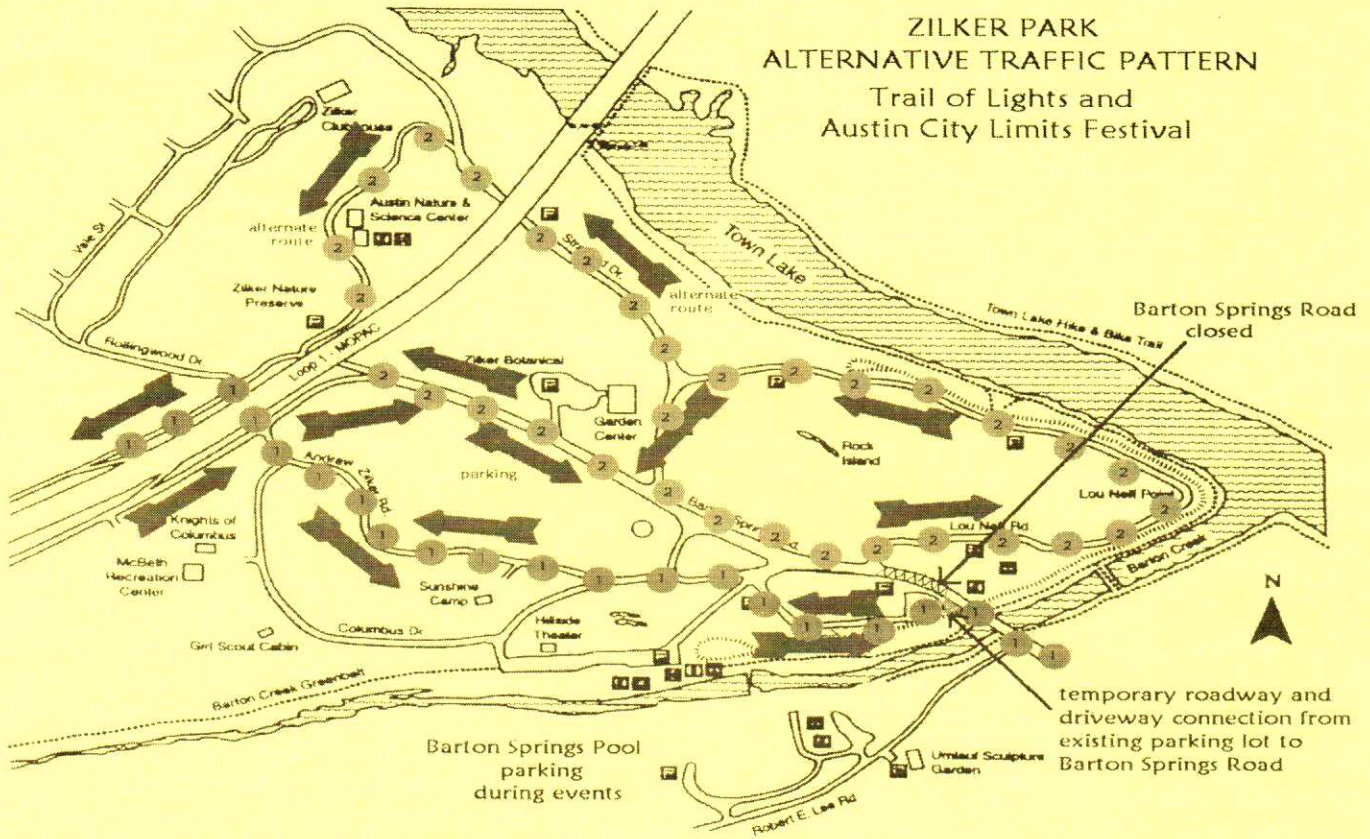 ZILKER PARK
ALTERNATIVE TRAFFIC PATTERN
Trail of Lights and
Austin City Limits Festival
Zilker
Clubhouse
Austin Nature &
Science Center
alternate
route
Vale St
Zilker Nature
Preserve
P
Rollingwood Dr.
Loop 1 - MOPAC
P
Dr.
alternate
route
Town Lake
Town Lake Hike & Bike Trail
Barton Springs Road
closed
Zilker Botanical
P
Garden
Center
P
Rock
Island
P
Lou Neff Point
Lou Neff Rd.
parking
Andrew Zilker Rd.
Knights of
Columbus
McBeth
Recreation
Center
Sunshine
Camp
Girl Scout Cabin
Columbus Dr
Hillside
Theater
P
P
Barton Creek
N
Barton Creek Greenbelt
Barton Springs Pool
parking
during events
P
Umlauf Sculpture
Garden
Robert E. Lee Rd
temporary roadway and
driveway connection from
existing parking lot to
Barton Springs Road